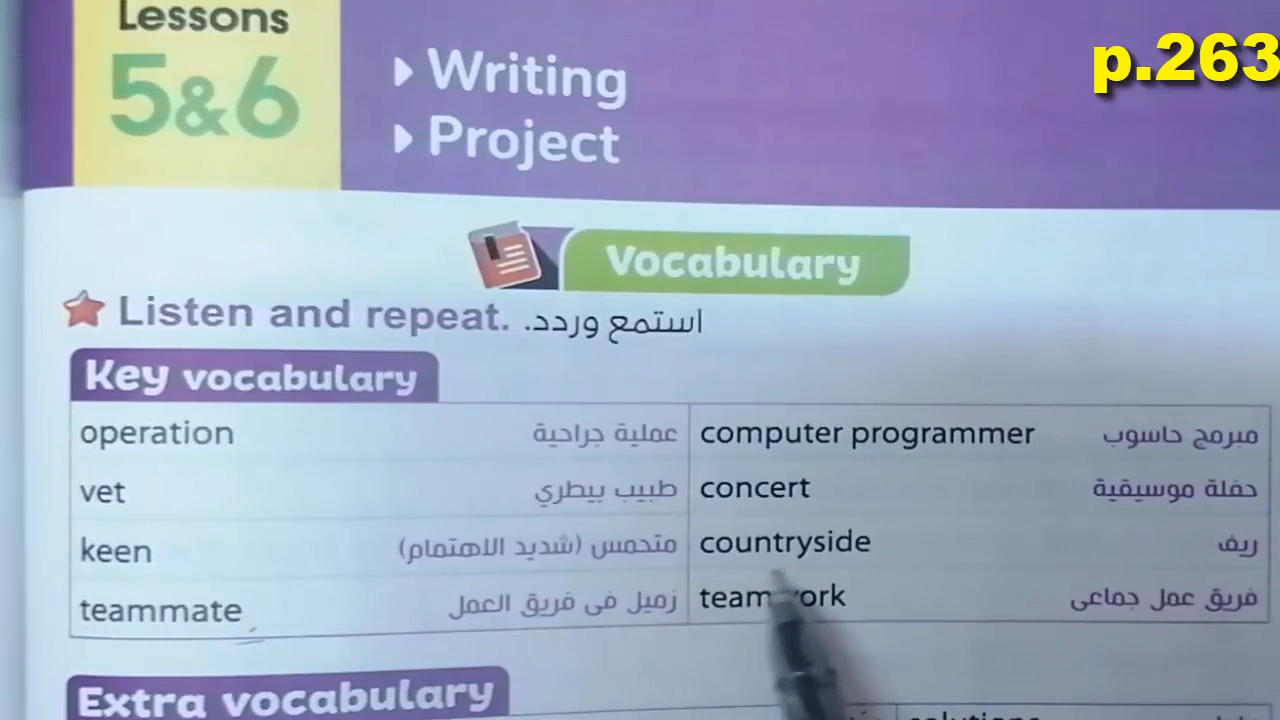 Lessons
5&6
Writing
Project
p.263
Vocabulary
Listen and repeat. استمع وردد.
Key vocabulary
operation عملية جراحية computer programmer مبرمج حاسوب
vet طبيب بيطري concert حفلة موسيقية
keen متحمس (شديد الاهتمام) countryside ريف
teammate زميل فى فريق العمل teamwork فريق عمل جماعى
Extra vocabulary
solutions